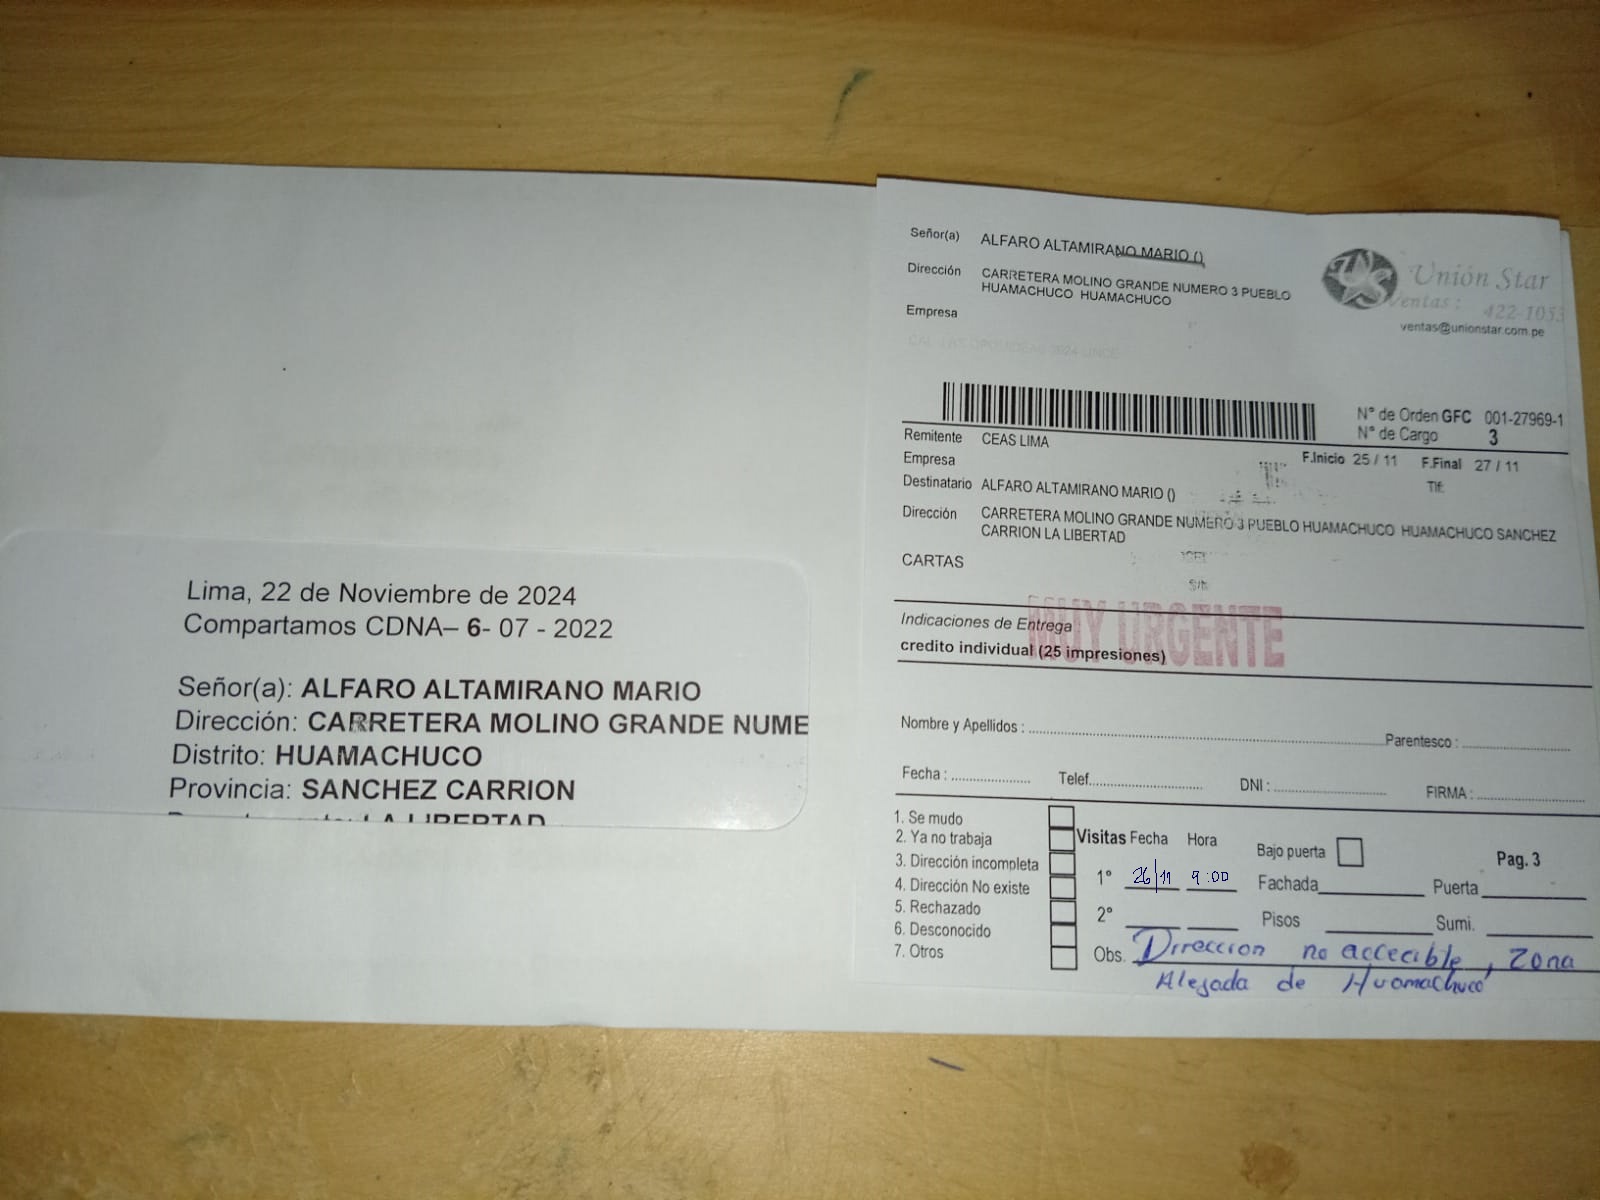 Lima, 22 de Noviembre de 2024
Compartamos CDNA– 6- 07 - 2022
Señor(a): ALFARO ALTAMIRANO MARIO
Dirección: CARRETERA MOLINO GRANDE NUME
Distrito: HUAMACHUCO
Provincia: SANCHEZ CARRION
LA LIBERTAD
Señor(a) ALFARO ALTAMIRANO MARIO ()
Dirección CARRETERA MOLINO GRANDE NUMERO 3 PUEBLO
HUAMACHUCO HUAMACHUCO
Empresa
Unión Star
Ventas : 422-1053
ventas@unionstar.com.pe
N° de Orden GFC 001-27969-1
N° de Cargo 3
Remitente CEAS LIMA
F.Inicio 25 / 11 F.Final 27 / 11
Empresa
Tlf:
Destinatario ALFARO ALTAMIRANO MARIO ()
Dirección CARRETERA MOLINO GRANDE NUMERO 3 PUEBLO HUAMACHUCO HUAMACHUCO SANCHEZ
CARRION LA LIBERTAD
CARTAS
MUY URGENTE
Indicaciones de Entrega
credito individual (25 impresiones)
Nombre y Apellidos : Parentesco :
Fecha : Telef. DNI : FIRMA :
1. Se mudo
2. Ya no trabaja
3. Dirección incompleta
4. Dirección No existe
5. Rechazado
6. Desconocido
7. Otros
Visitas Fecha Hora
1° 26/11 9:00
2°
Bajo puerta
Pag. 3
Fachada Puerta
Pisos Sumi.
Obs. Dirreccion no accecible, Zona
Alejada de Huamachuco